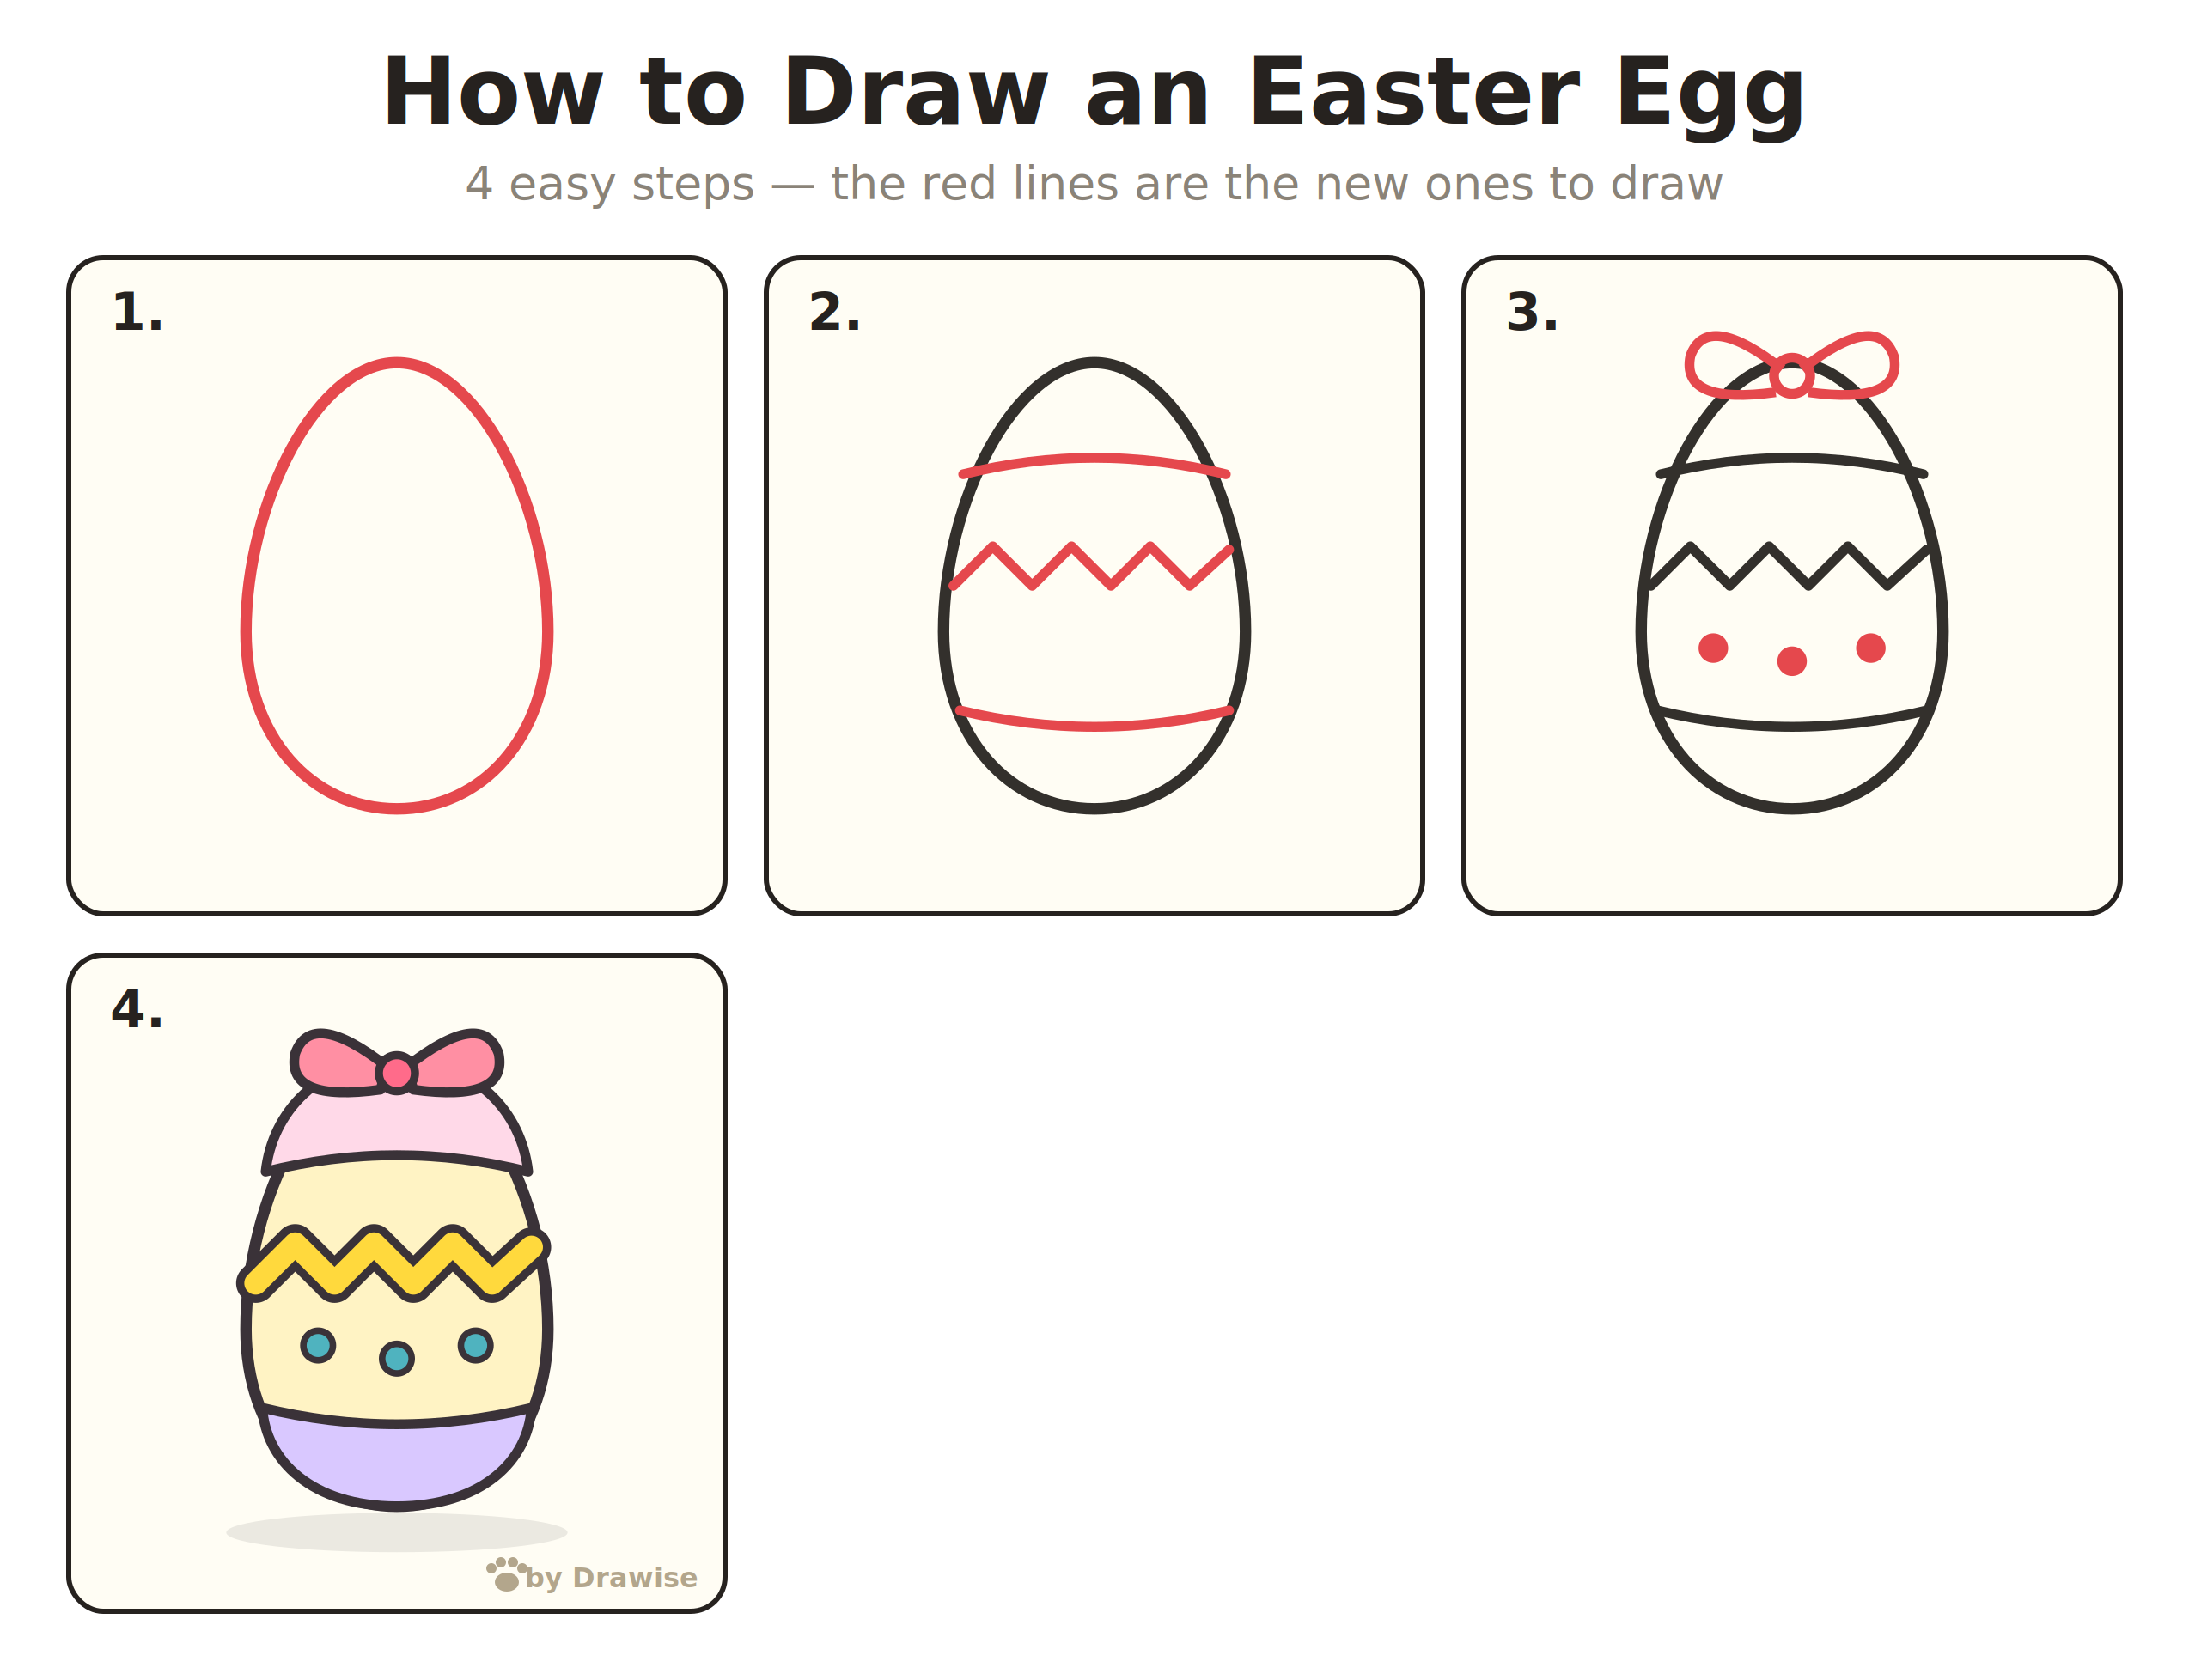 How to Draw an Easter Egg
4 easy steps — the red lines are the new ones to draw
1.
2.
3.
4.
by Drawise